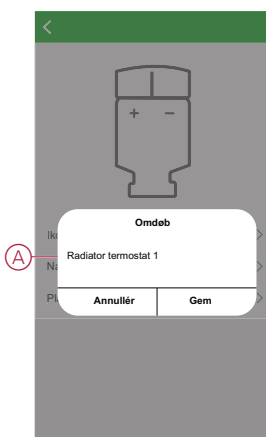 + -
Omdøb
Ik
A
Radiator termostat 1
Na
Pl
Annullér Gem